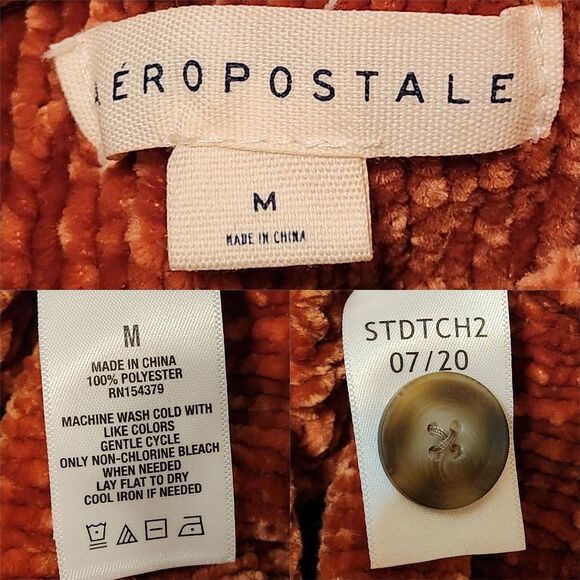 AÉROPOSTALE
M
MADE IN CHINA
M
MADE IN CHINA
100% POLYESTER
RN154379
MACHINE WASH COLD WITH
LIKE COLORS
GENTLE CYCLE
ONLY NON-CHLORINE BLEACH
WHEN NEEDED
LAY FLAT TO DRY
COOL IRON IF NEEDED
STDTCH2
07/20